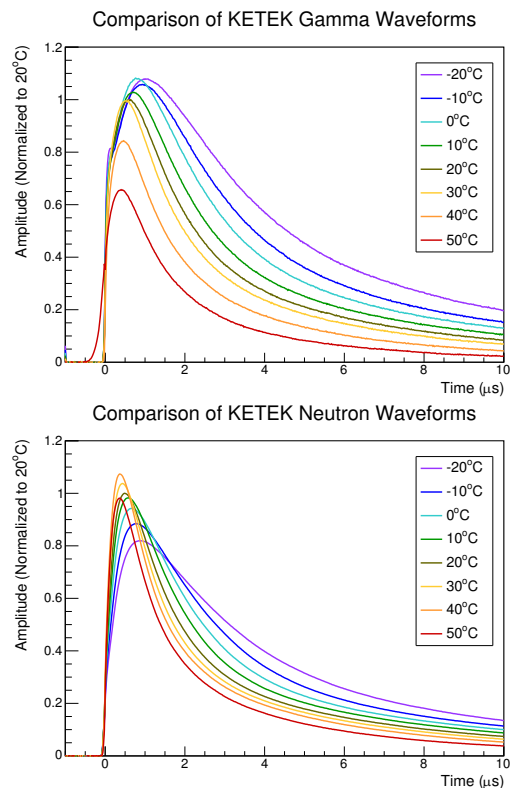 Comparison of KETEK Gamma Waveforms
Amplitude (Normalized to 20°C)
1.2
1
0.8
0.6
0.4
0.2
0
-20°C
-10°C
0°C
10°C
20°C
30°C
40°C
50°C
0 2 4 6 8 10
Time (μs)
Comparison of KETEK Neutron Waveforms
Amplitude (Normalized to 20°C)
1.2
1
0.8
0.6
0.4
0.2
0
-20°C
-10°C
0°C
10°C
20°C
30°C
40°C
50°C
0 2 4 6 8 10
Time (μs)